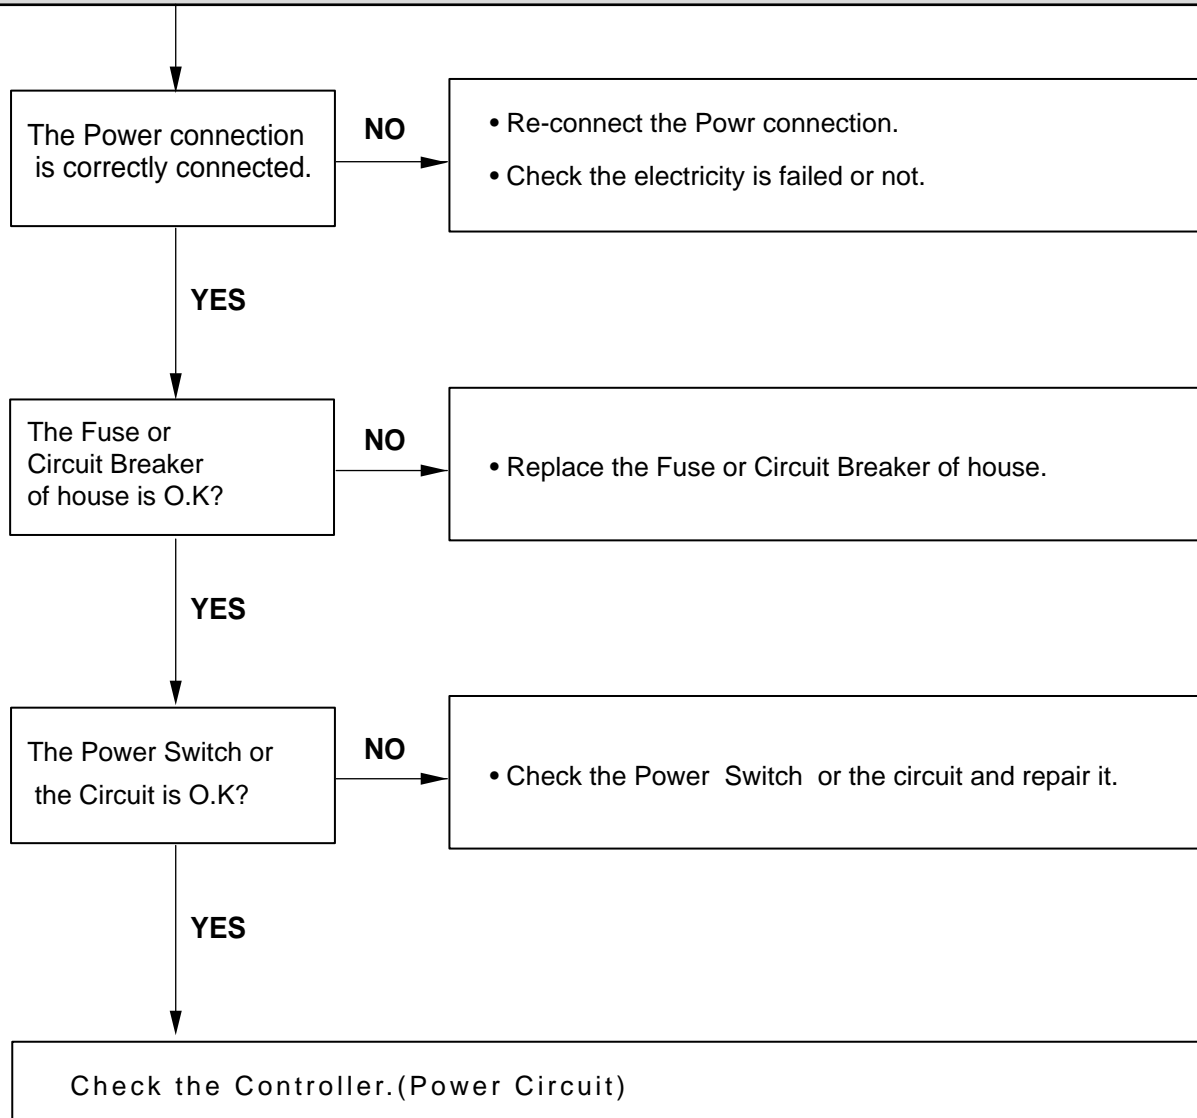 The Power connection
is correctly connected.
NO
• Re-connect the Powr connection.
• Check the electricity is failed or not.
YES
The Fuse or
Circuit Breaker
of house is O.K?
NO
• Replace the Fuse or Circuit Breaker of house.
YES
The Power Switch or
the Circuit is O.K?
NO
• Check the Power Switch or the circuit and repair it.
YES
Check the Controller.(Power Circuit)